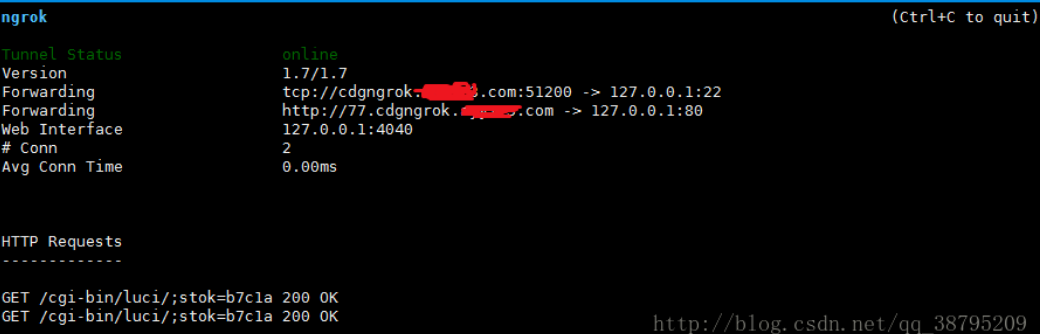 ngrok (Ctrl+C to quit)
Tunnel Status online
Version 1.7/1.7
Forwarding tcp://cdgngrok. .com:51200 -> 127.0.0.1:22
Forwarding http://77.cdgngrok. .com -> 127.0.0.1:80
Web Interface 127.0.0.1:4040
# Conn 2
Avg Conn Time 0.00ms
HTTP Requests
-------------
GET /cgi-bin/luci/;stok=b7c1a 200 OK
GET /cgi-bin/luci/;stok=b7c1a 200 OK
http://blog.csdn.net/qq_38795209